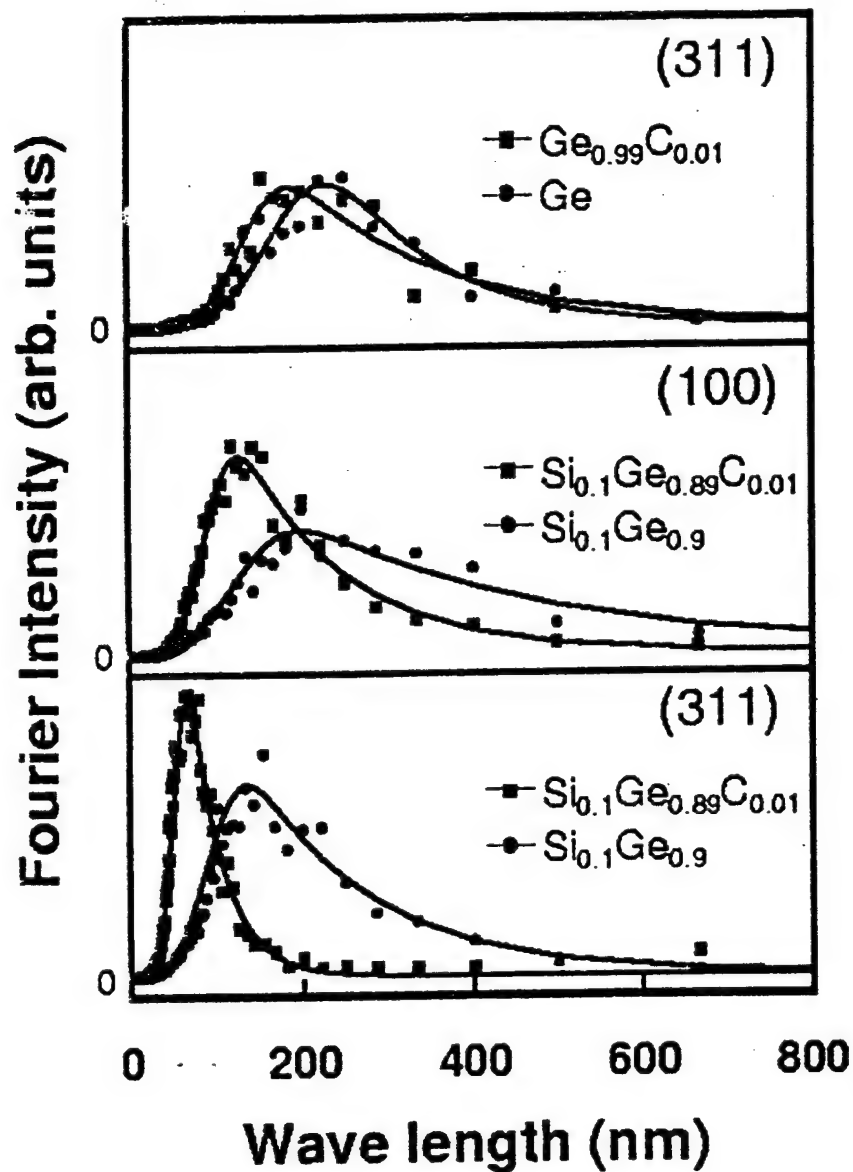 Fourier Intensity (arb. units)
(311)
Ge0.99C0.01
Ge
0
(100)
Si0.1Ge0.89C0.01
Si0.1Ge0.9
0
(311)
Si0.1Ge0.89C0.01
Si0.1Ge0.9
0
0 200 400 600 800
Wave length (nm)